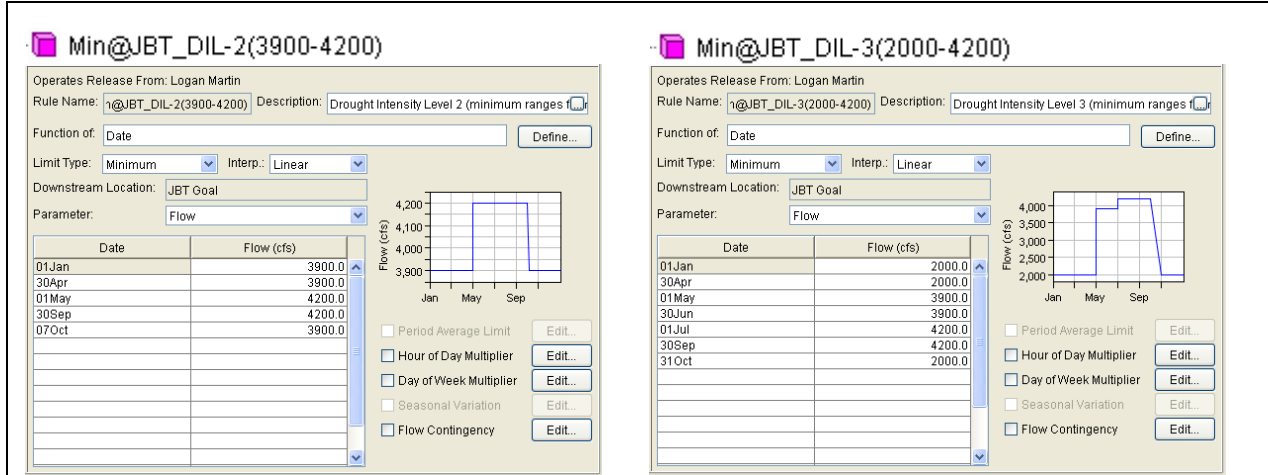 Min@JBT_DIL-2(3900-4200)
Operates Release From: Logan Martin
Rule Name: n@JBT_DIL-2(3900-4200) Description: Drought Intensity Level 2 (minimum ranges f ... r
Function of: Date Define...
Limit Type: Minimum Interp.: Linear
Downstream Location: JBT Goal
Parameter: Flow
Date Flow (cfs)
01Jan 3900.0
30Apr 3900.0
01May 4200.0
30Sep 4200.0
07Oct 3900.0
Flow (cfs)
4,200
4,100
4,000
3,900
Jan May Sep
Period Average Limit Edit...
Hour of Day Multiplier Edit...
Day of Week Multiplier Edit...
Seasonal Variation Edit...
Flow Contingency Edit...
Min@JBT_DIL-3(2000-4200)
Operates Release From: Logan Martin
Rule Name: n@JBT_DIL-3(2000-4200) Description: Drought Intensity Level 3 (minimum ranges f ... r
Function of: Date Define...
Limit Type: Minimum Interp.: Linear
Downstream Location: JBT Goal
Parameter: Flow
Date Flow (cfs)
01Jan 2000.0
30Apr 2000.0
01May 3900.0
30Jun 3900.0
01Jul 4200.0
30Sep 4200.0
31Oct 2000.0
Flow (cfs)
4,000
3,500
3,000
2,500
2,000
Jan May Sep
Period Average Limit Edit...
Hour of Day Multiplier Edit...
Day of Week Multiplier Edit...
Seasonal Variation Edit...
Flow Contingency Edit...